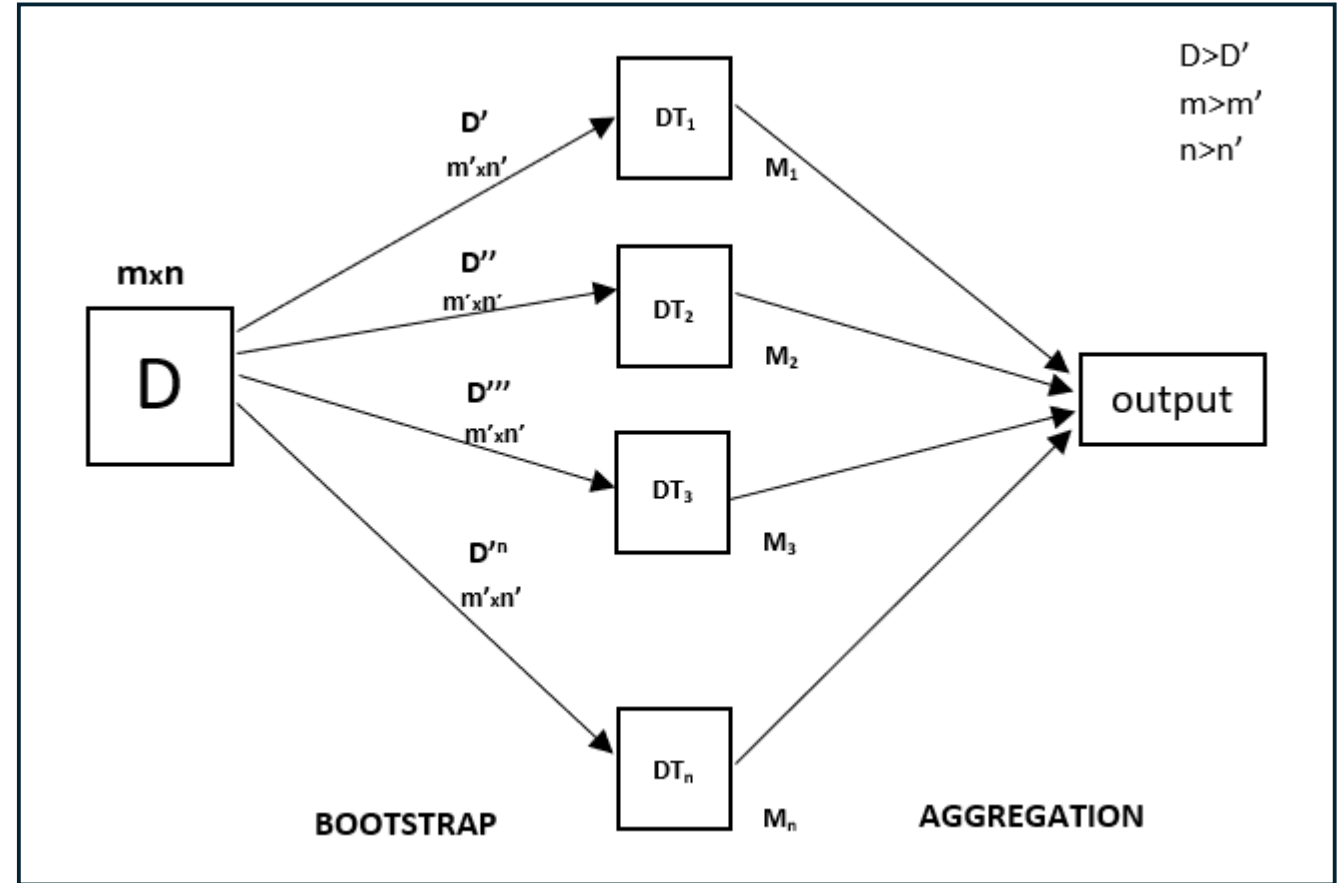 D>D′
m>m′
n>n′
D′
m′xn′
DT₁
M₁
mxn
D
D′′
m′xn′
DT₂
M₂
D′′′
m′xn′
DT₃
M₃
output
D′ⁿ
m′xn′
DTₙ
Mₙ
BOOTSTRAP
AGGREGATION